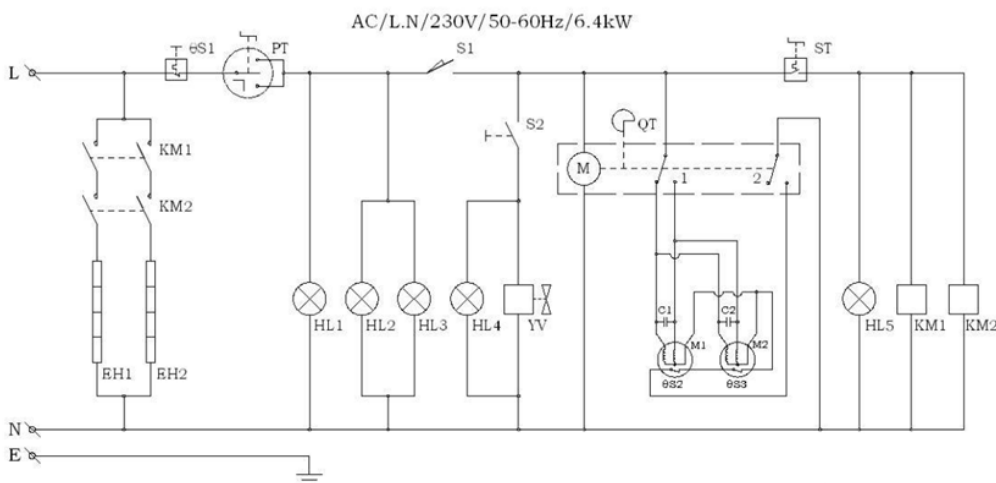 AC/L.N/230V/50-60Hz/6.4kW
θS1
PT
S1
ST
L
S2
QT
KM1
M
1
2
KM2
C1
C2
HL1
HL2
HL3
HL4
YV
HL5
KM1
KM2
M1
M2
EH1
EH2
θS2
θS3
N
E